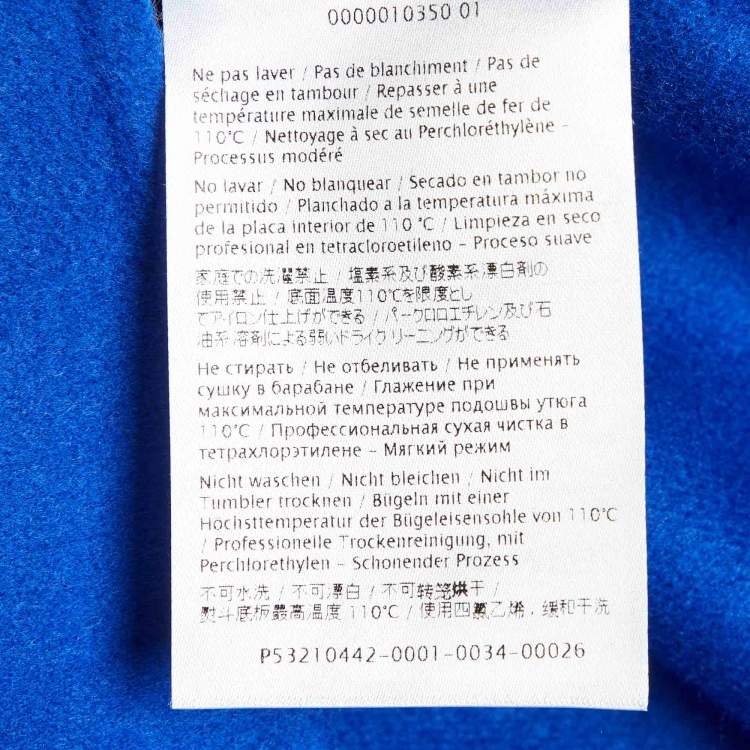 0000010350 01
Ne pas laver / Pas de blanchiment / Pas de
séchage en tambour / Repasser à une
température maximale de semelle de fer de
110°C / Nettoyage à sec au Perchloréthylène –
Processus modéré
No lavar / No blanquear / Secado en tambor no
permitido / Planchado a la temperatura máxima
de la placa interior de 110 °C / Limpieza en seco
profesional en tetracloroetileno – Proceso suave
家庭での洗濯禁止 / 塩素系及び酸素系漂白剤の
使用禁止 / 底面温度110℃を限度とし
てアイロン仕上げができる / パークロロエチレン及び石
油系溶剤による弱いドライクリーニングができる
Не стирать / Не отбеливать / Не применять
сушку в барабане / Глажение при
максимальной температуре подошвы утюга
110°C / Профессиональная сухая чистка в
тетрахлорэтилене – Мягкий режим
Nicht waschen / Nicht bleichen / Nicht im
Tumbler trocknen / Bügeln mit einer
Höchsttemperatur der Bügeleisensohle von 110°C
/ Professionelle Trockenreinigung, mit
Perchlorethylen – Schonender Prozess
不可水洗 / 不可漂白 / 不可转笼烘干 /
熨斗底板最高温度 110℃ / 使用四氯乙烯，缓和干洗
P53210442-0001-0034-00026